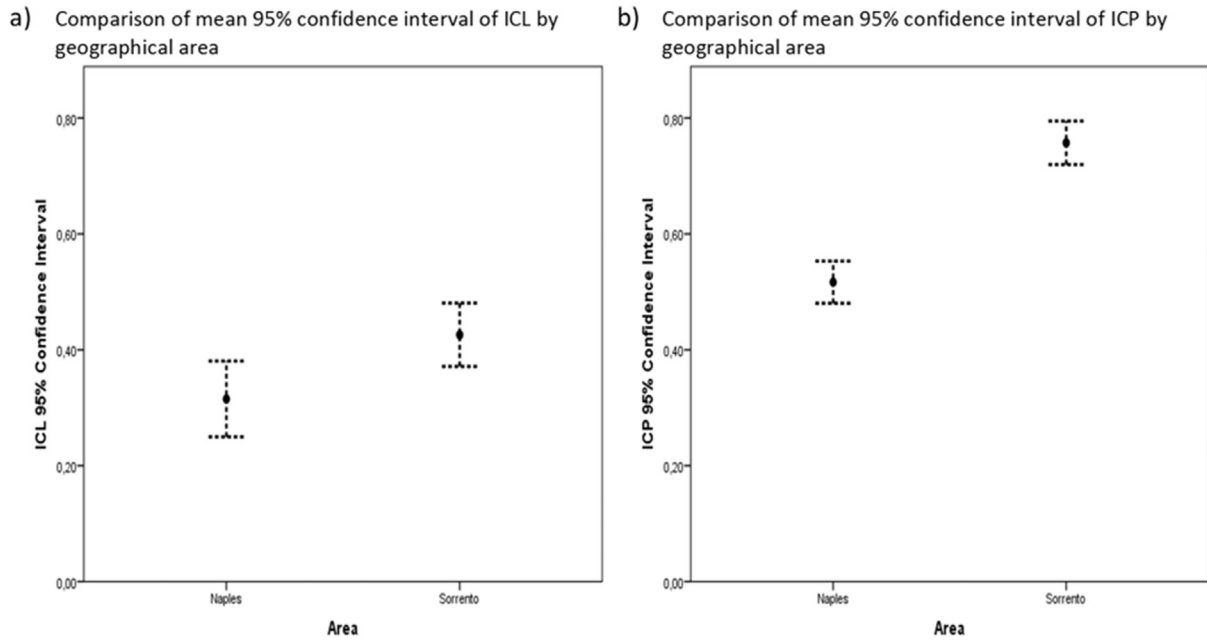 a) Comparison of mean 95% confidence interval of ICL by
geographical area
0,80
0,60
0,40
0,20
0,00
ICL 95% Confidence Interval
Naples Sorrento
Area
b) Comparison of mean 95% confidence interval of ICP by
geographical area
0,80
0,60
0,40
0,20
0,00
ICP 95% Confidence Interval
Naples Sorrento
Area